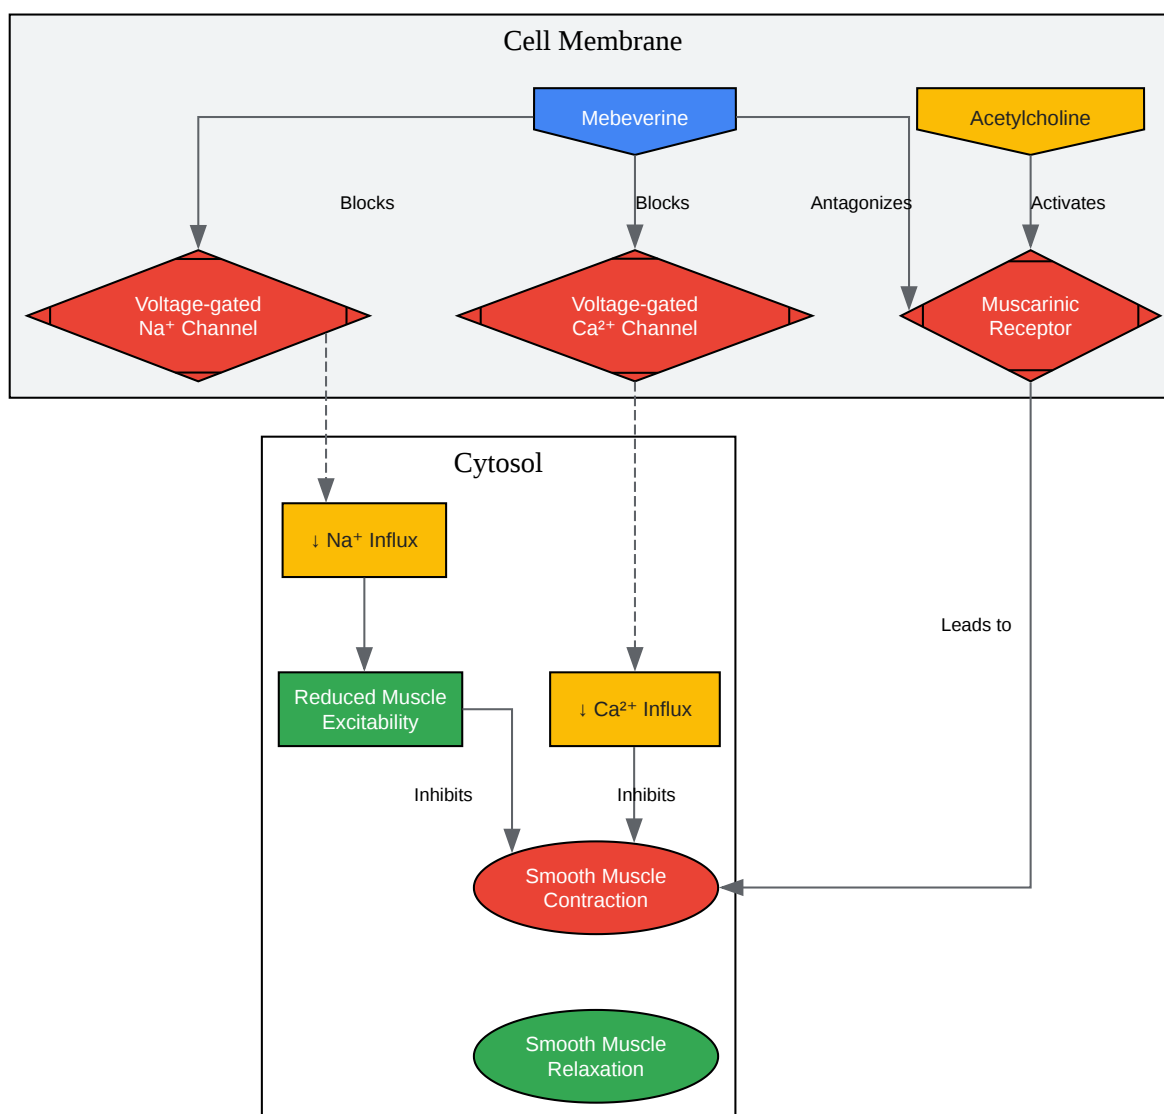 Cell Membrane
Mebeverine
Acetylcholine
Blocks
Blocks
Antagonizes
Activates
Voltage-gated
Na⁺ Channel
Voltage-gated
Ca²⁺ Channel
Muscarinic
Receptor
Cytosol
↓ Na⁺ Influx
Leads to
Reduced Muscle
Excitability
↓ Ca²⁺ Influx
Inhibits
Inhibits
Smooth Muscle
Contraction
Smooth Muscle
Relaxation